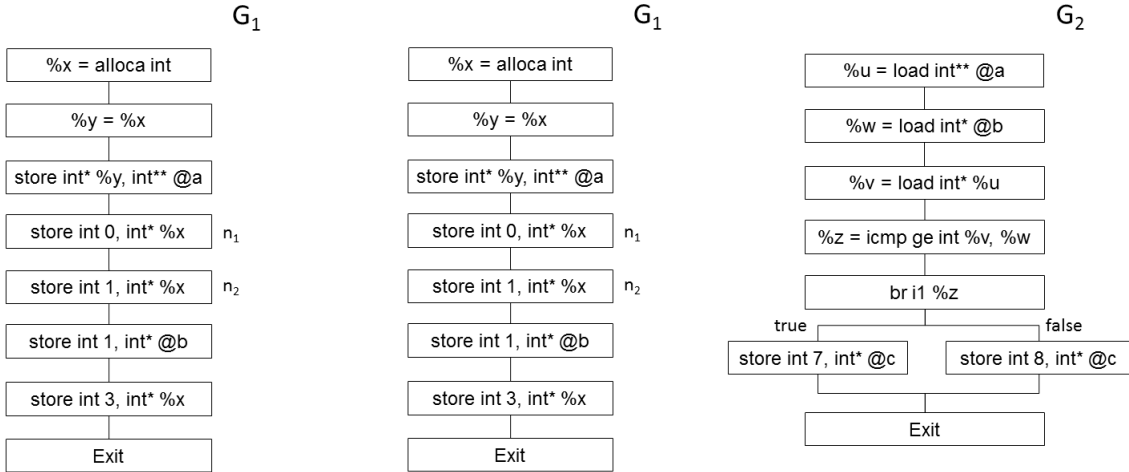 G1
%x = alloca int
%y = %x
store int* %y, int** @a
store int 0, int* %x n1
store int 1, int* %x n2
store int 1, int* @b
store int 3, int* %x
Exit
G1
%x = alloca int
%y = %x
store int* %y, int** @a
store int 0, int* %x n1
store int 1, int* %x n2
store int 1, int* @b
store int 3, int* %x
Exit
G2
%u = load int** @a
%w = load int* @b
%v = load int* %u
%z = icmp ge int %v, %w
br i1 %z
true false
store int 7, int* @c store int 8, int* @c
Exit